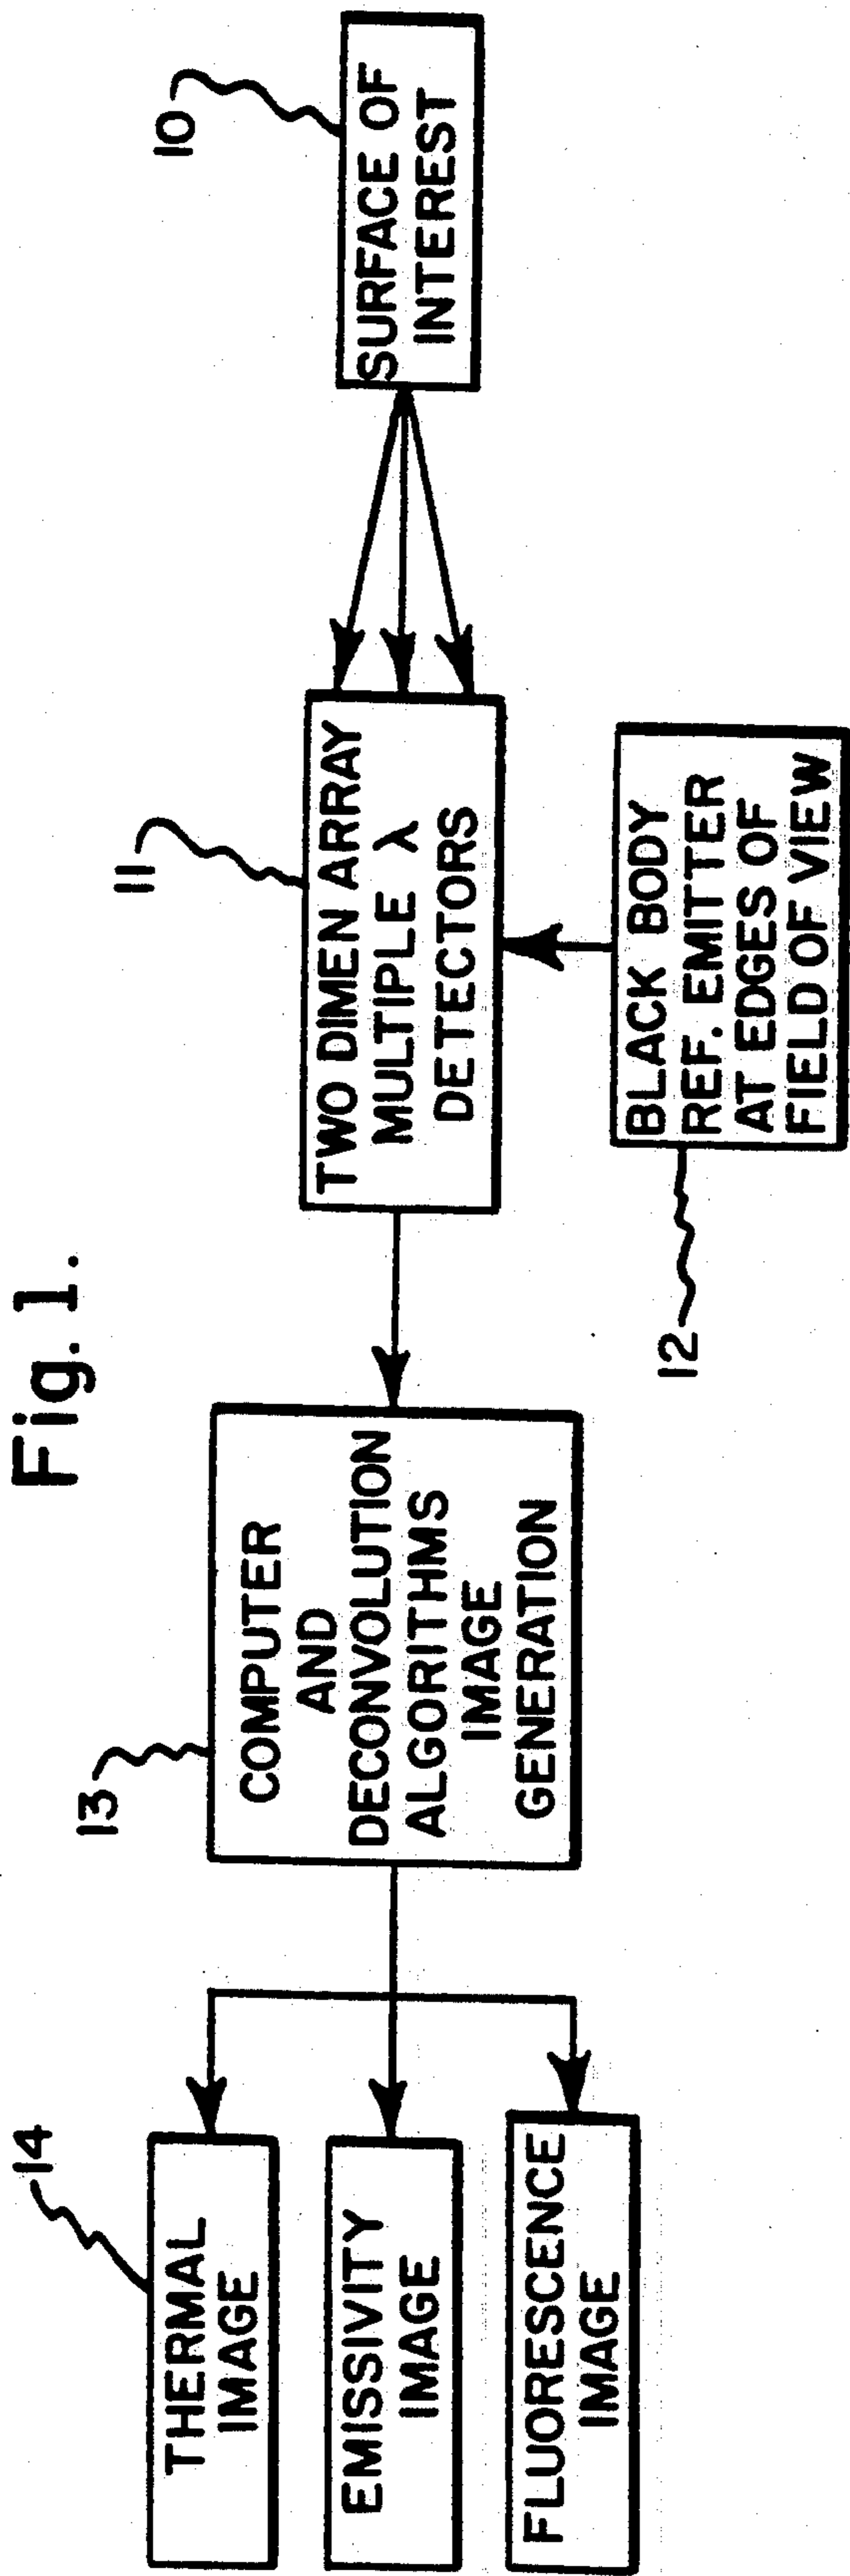 Fig. 1.
14
THERMAL
IMAGE
EMISSIVITY
IMAGE
FLUORESCENCE
IMAGE
13
COMPUTER
AND
DECONVOLUTION
ALGORITHMS
IMAGE
GENERATION
11
TWO DIMEN ARRAY
MULTIPLE λ
DETECTORS
12
BLACK BODY
REF. EMITTER
AT EDGES OF
FIELD OF VIEW
10
SURFACE OF
INTEREST